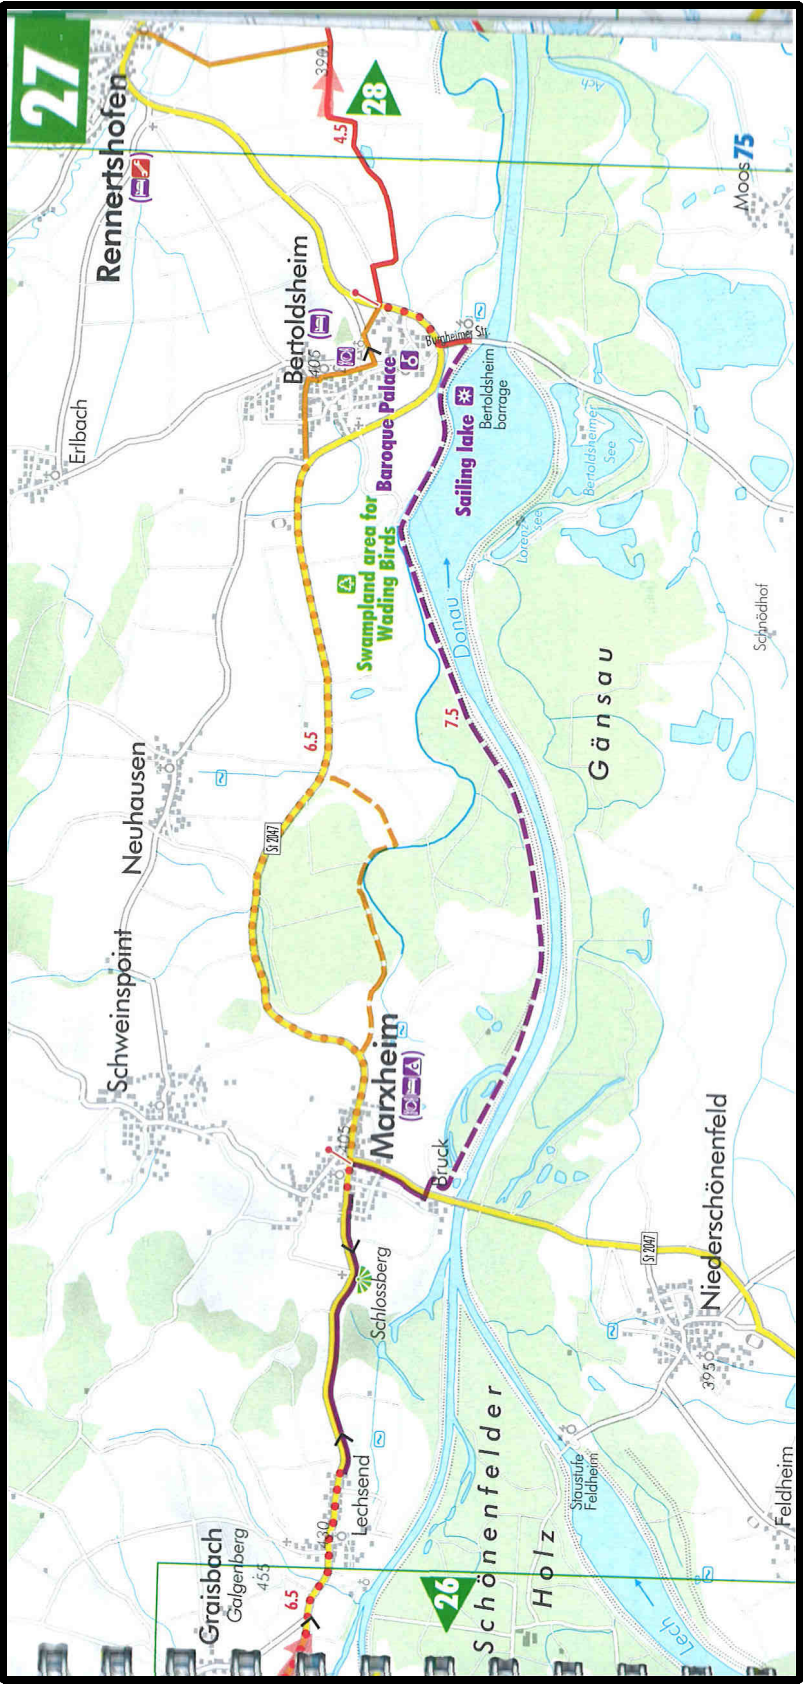 27
Rennertshofen
390
28
4.5
Ach
Moos
75
Bertoldsheim
405
Burgheimer Str.
Erlbach
Baroque Palace
Sailing lake
Bertoldsheim
barrage
Bertoldsheimer
See
Lorenz
see
Swampland area for
Wading Birds
Donau
Schnödhof
Gänsau
7.5
6.5
Neuhausen
St 2047
Schweinspoint
Marxheim
405
Bruck
Niederschönenfeld
St 2047
395
Schlossberg
Lechsend
Graisbach
Galgenberg
455
6.5
26
Schönenfelder
Holz
Staustufe
Feldheim
Feldheim
Lech